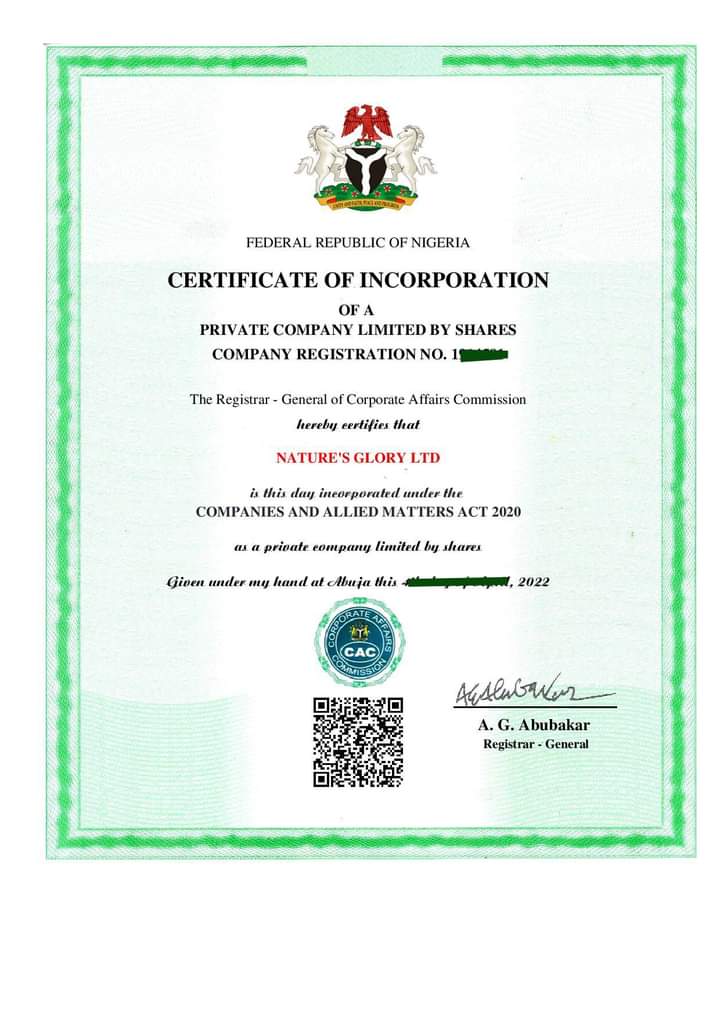 UNITY AND FAITH, PEACE AND PROGRESS
FEDERAL REPUBLIC OF NIGERIA
CERTIFICATE OF INCORPORATION
OF A
PRIVATE COMPANY LIMITED BY SHARES
COMPANY REGISTRATION NO. 1
The Registrar - General of Corporate Affairs Commission
hereby certifies that
NATURE'S GLORY LTD
is this day incorporated under the
COMPANIES AND ALLIED MATTERS ACT 2020
as a private company limited by shares
Given under my hand at Abuja this , 2022
CORPORATE AFFAIRS
CAC
COMMISSION
A. G. Abubakar
Registrar - General